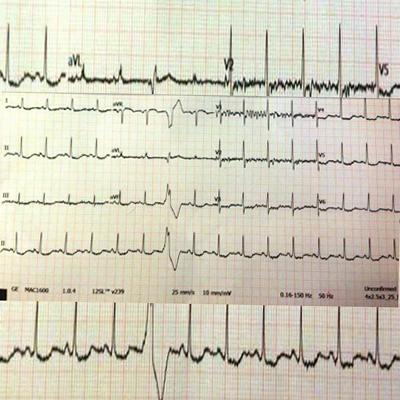 aVL V2 V5
I aVR V1 V4
II aVL V2 V5
III aVF V3 V6
II
GE MAC1600 1.0.4 12SL™ v239 25 mm/s 10 mm/mV 0.16-150 Hz 50 Hz Unconfirmed
4x2.5x3_25_